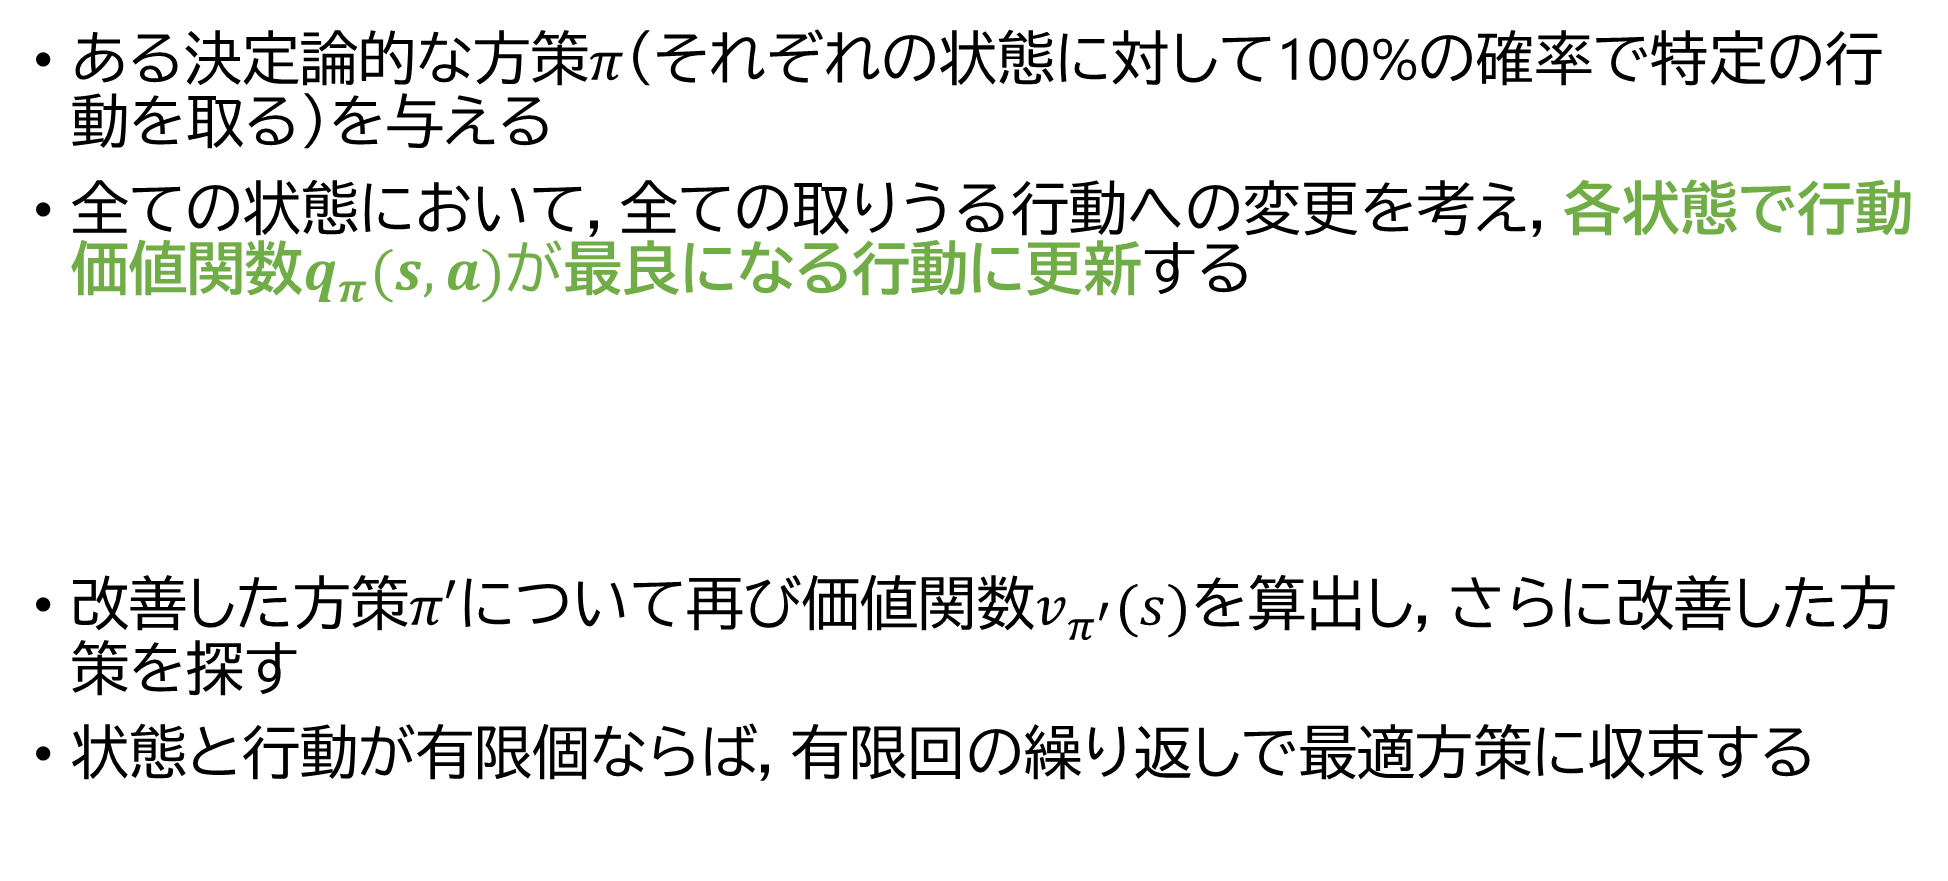 • ある決定論的な方策π（それぞれの状態に対して100%の確率で特定の行
動を取る）を与える
• 全ての状態において，全ての取りうる行動への変更を考え，各状態で行動
価値関数qπ(s, a)が最良になる行動に更新する
• 改善した方策π′について再び価値関数vπ′(s)を算出し，さらに改善した方
策を探す
• 状態と行動が有限個ならば，有限回の繰り返しで最適方策に収束する